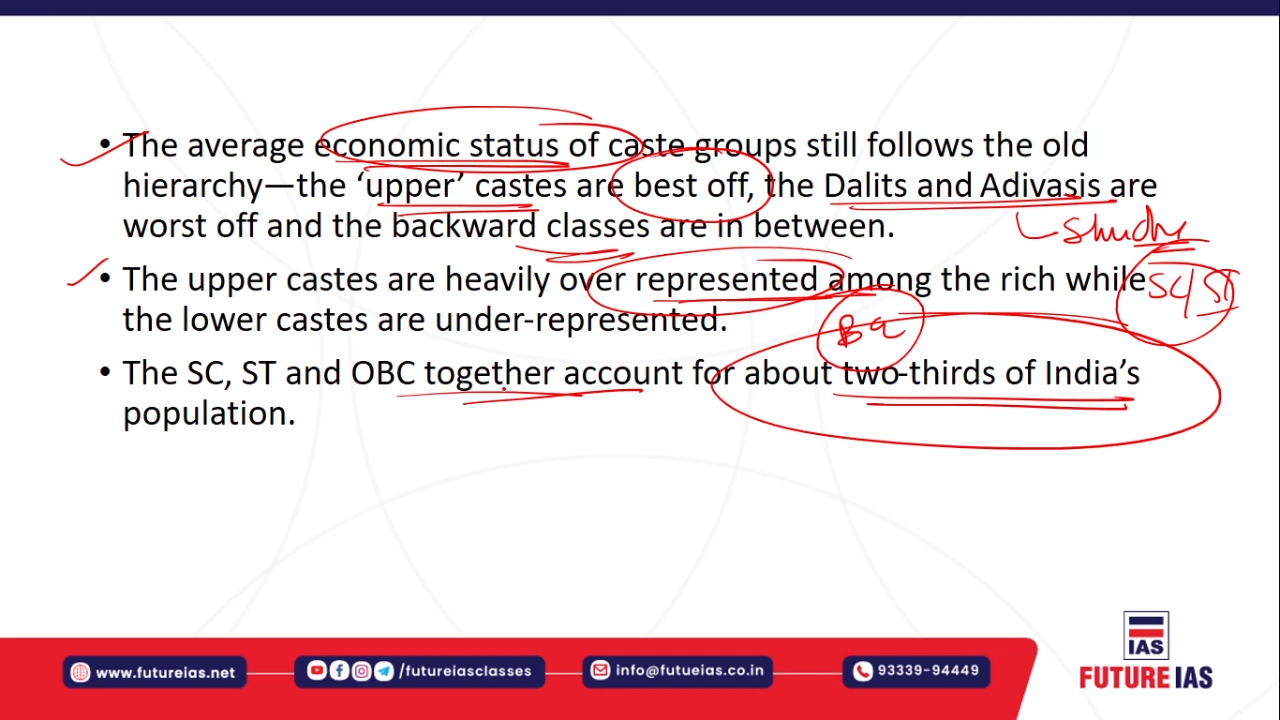 • The average economic status of caste groups still follows the old
hierarchy—the ‘upper’ castes are best off, the Dalits and Adivasis are
worst off and the backward classes are in between.
• The upper castes are heavily over represented among the rich while
SC/ST
the lower castes are under-represented.
• The SC, ST and OBC together account for about two-thirds of India’s
population.
IAS
FUTURE IAS
www.futureias.net
/futureiasclasses
info@futueias.co.in
93339-94449